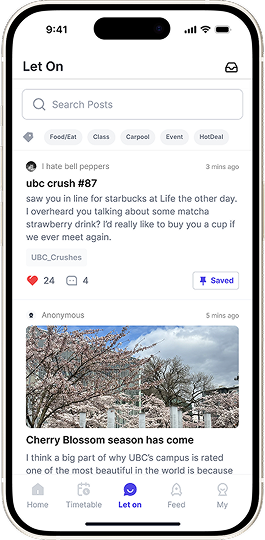 9:41
Let On
Search Posts
Food/Eat Class Carpool Event HotDeal
I hate bell peppers 3 mins ago
ubc crush #87
saw you in line for starbucks at Life the other day.
I overheard you talking about some matcha
strawberry drink? I'd really like to buy you a cup if
we ever meet again.
UBC_Crushes
24 4 Saved
Anonymous 5 mins ago
Cherry Blossom season has come
I think a big part of why UBC's campus is rated
one of the most beautiful in the world is because
Home Timetable Let on Feed My